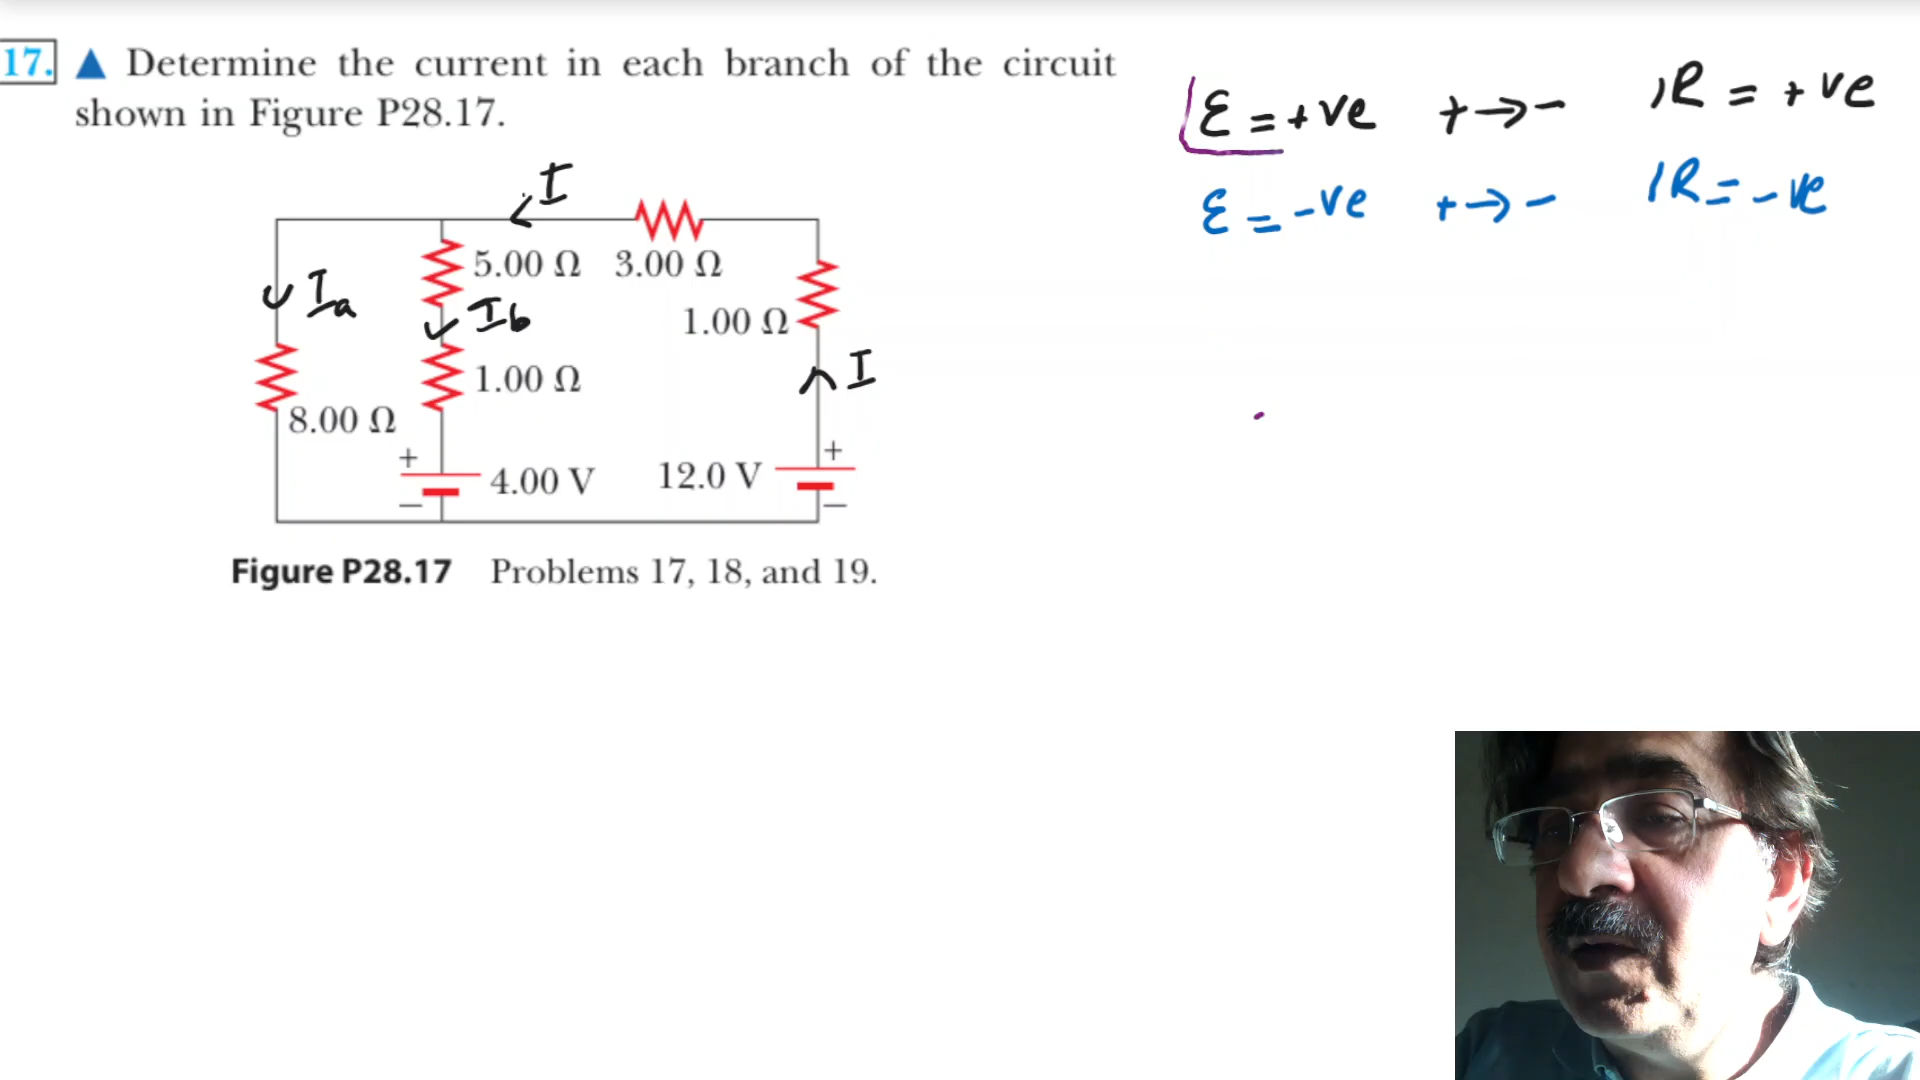 17. ▲ Determine the current in each branch of the circuit
shown in Figure P28.17.
Ɛ = +ve + → - IR = +ve
Ɛ = -ve + → - IR = -ve
I
5.00 Ω 3.00 Ω
Ia
Ib
1.00 Ω
I
1.00 Ω
8.00 Ω
+
+
4.00 V
12.0 V
−
−
Figure P28.17 Problems 17, 18, and 19.